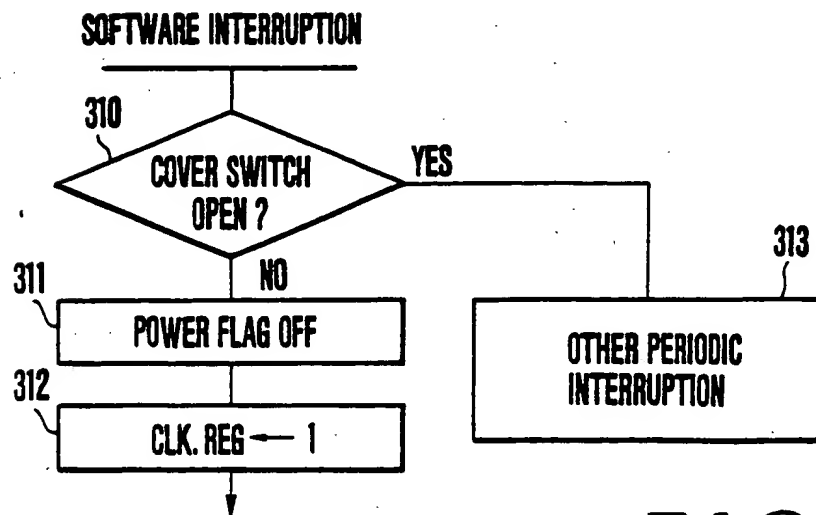 SOFTWARE INTERRUPTION
310
COVER SWITCH
OPEN ?
YES
NO
311
POWER FLAG OFF
313
OTHER PERIODIC
INTERRUPTION
312
CLK. REG ← 1